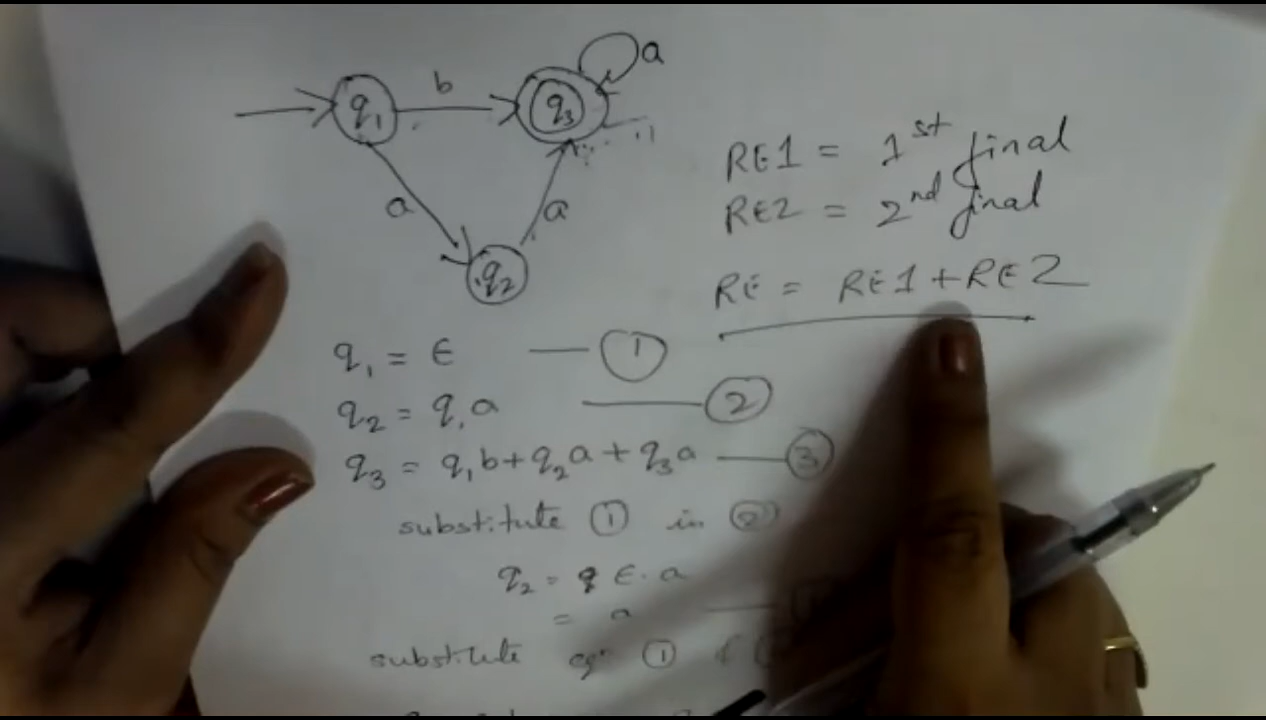 b
a
q₁
q₃
a
a
q₂
RE1 = 1st final
RE2 = 2nd final
RE = RE1+RE2
q₁ = ϵ — ①
q₂ = q₁a — ②
q₃ = q₁b+q₂a+q₃a — ③
substitute ① in ②
q₂ = q ϵ.a
= a —
substitute eqn ①